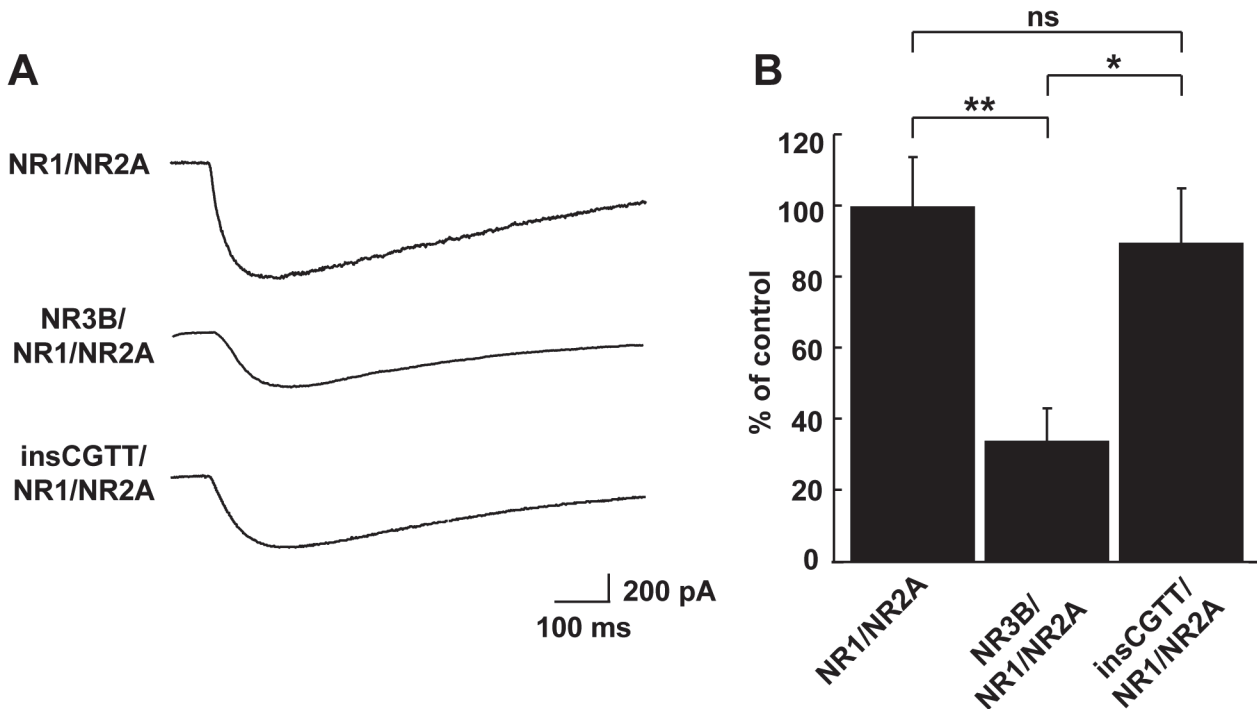 A
NR1/NR2A
NR3B/
NR1/NR2A
insCGTT/
NR1/NR2A
200 pA
100 ms
B
ns
*
**
% of control
120
100
80
60
40
20
0
NR1/NR2A
NR3B/
NR1/NR2A
insCGTT/
NR1/NR2A